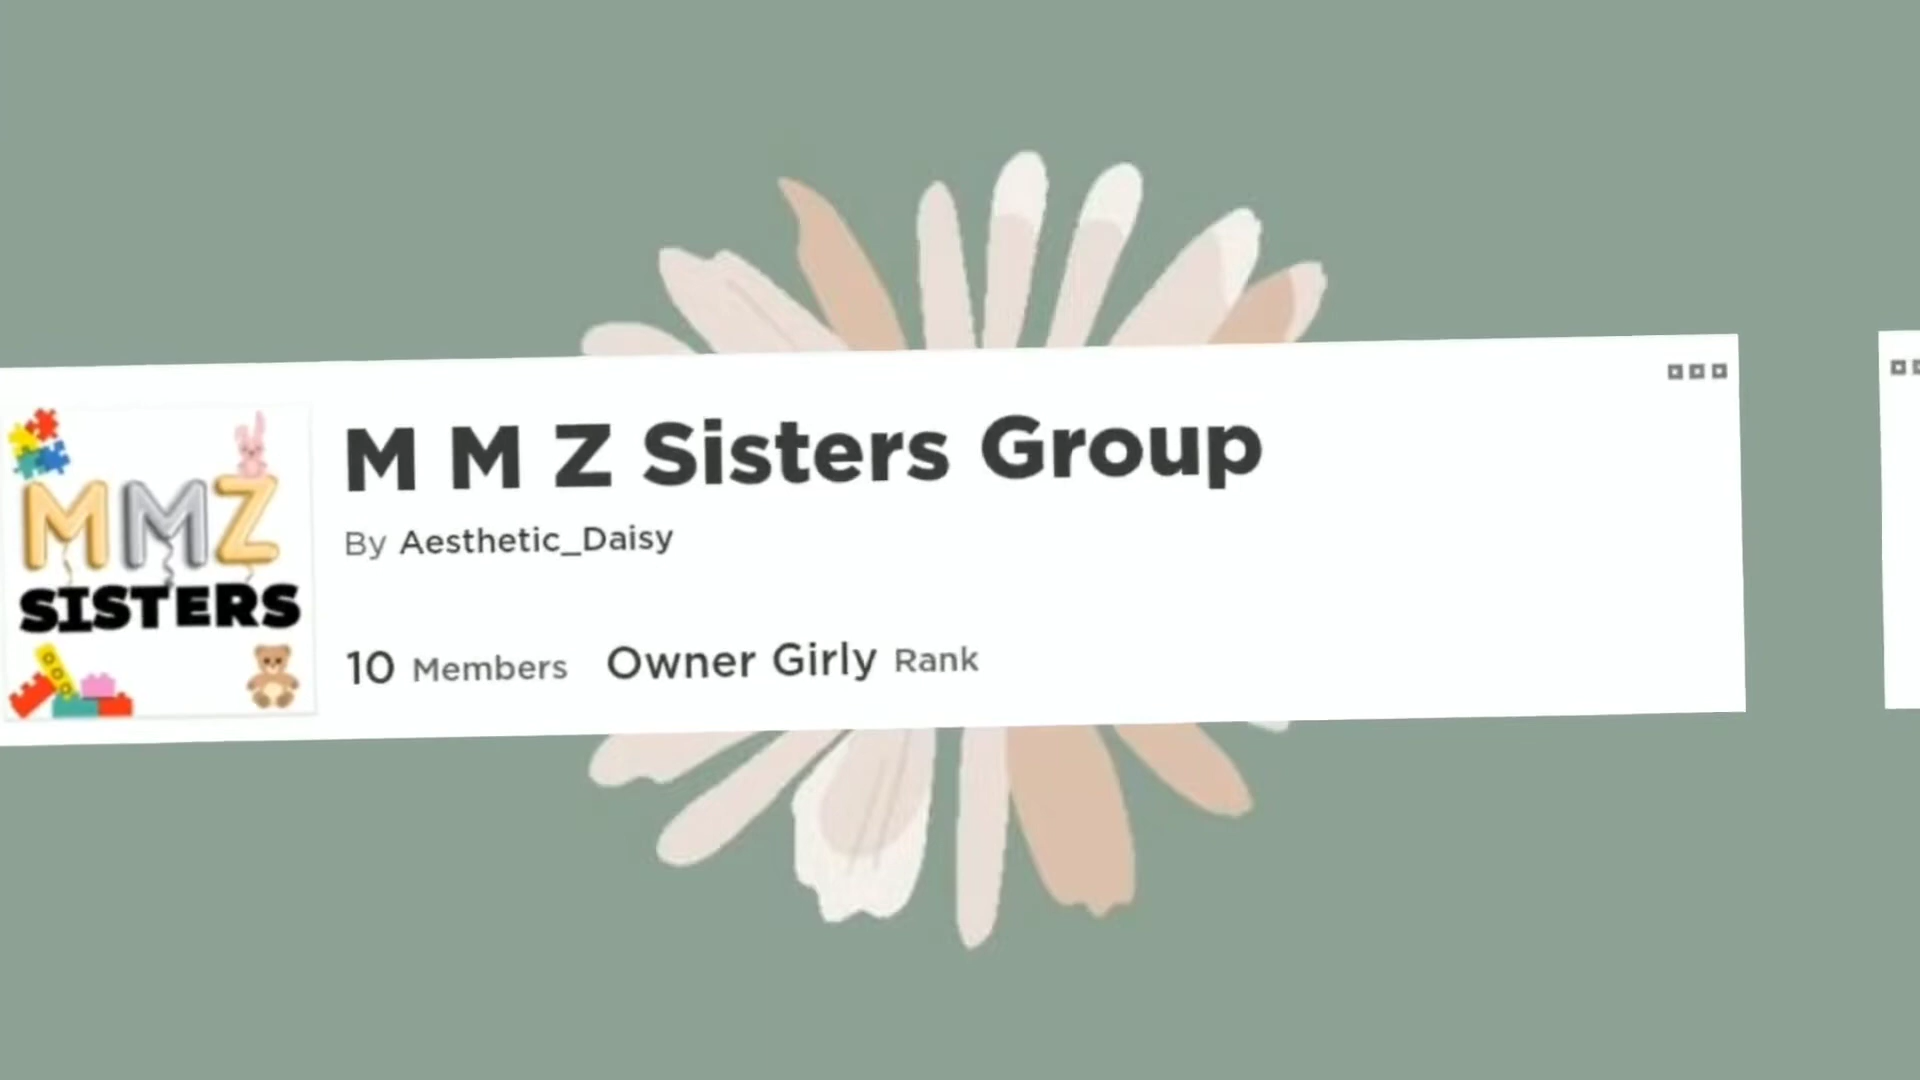 MMZ
SISTERS
M M Z Sisters Group
By Aesthetic_Daisy
10 Members Owner Girly Rank